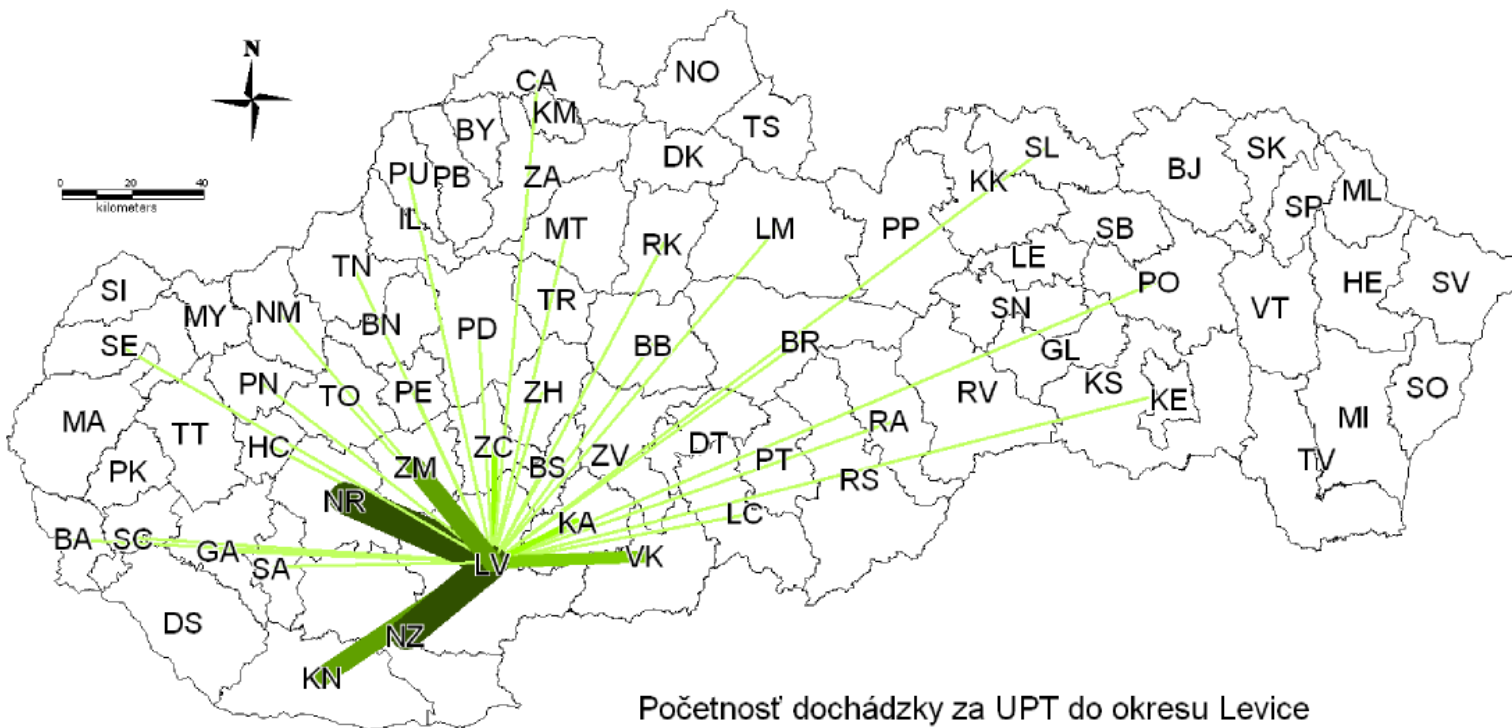 N
NO
CA
KM
TS
BY
DK
SL
SK
BJ
PU
PB
ZA
KK
ML
SP
IL
MT
RK
LM
PP
SB
LE
TN
PO
HE
SV
SI
TR
SN
VT
MY
NM
BN
PD
BR
BB
GL
SE
PN
TO
PE
ZH
RV
KS
KE
SO
MA
TT
RA
MI
HC
ZC
DT
PK
ZM
BS
ZV
PT
TV
RS
NR
KA
LC
BA
SC
GA
SA
LV
VK
DS
NZ
KN
0 20 40
kilometers
Početnosť dochádzky za UPT do okresu Levice